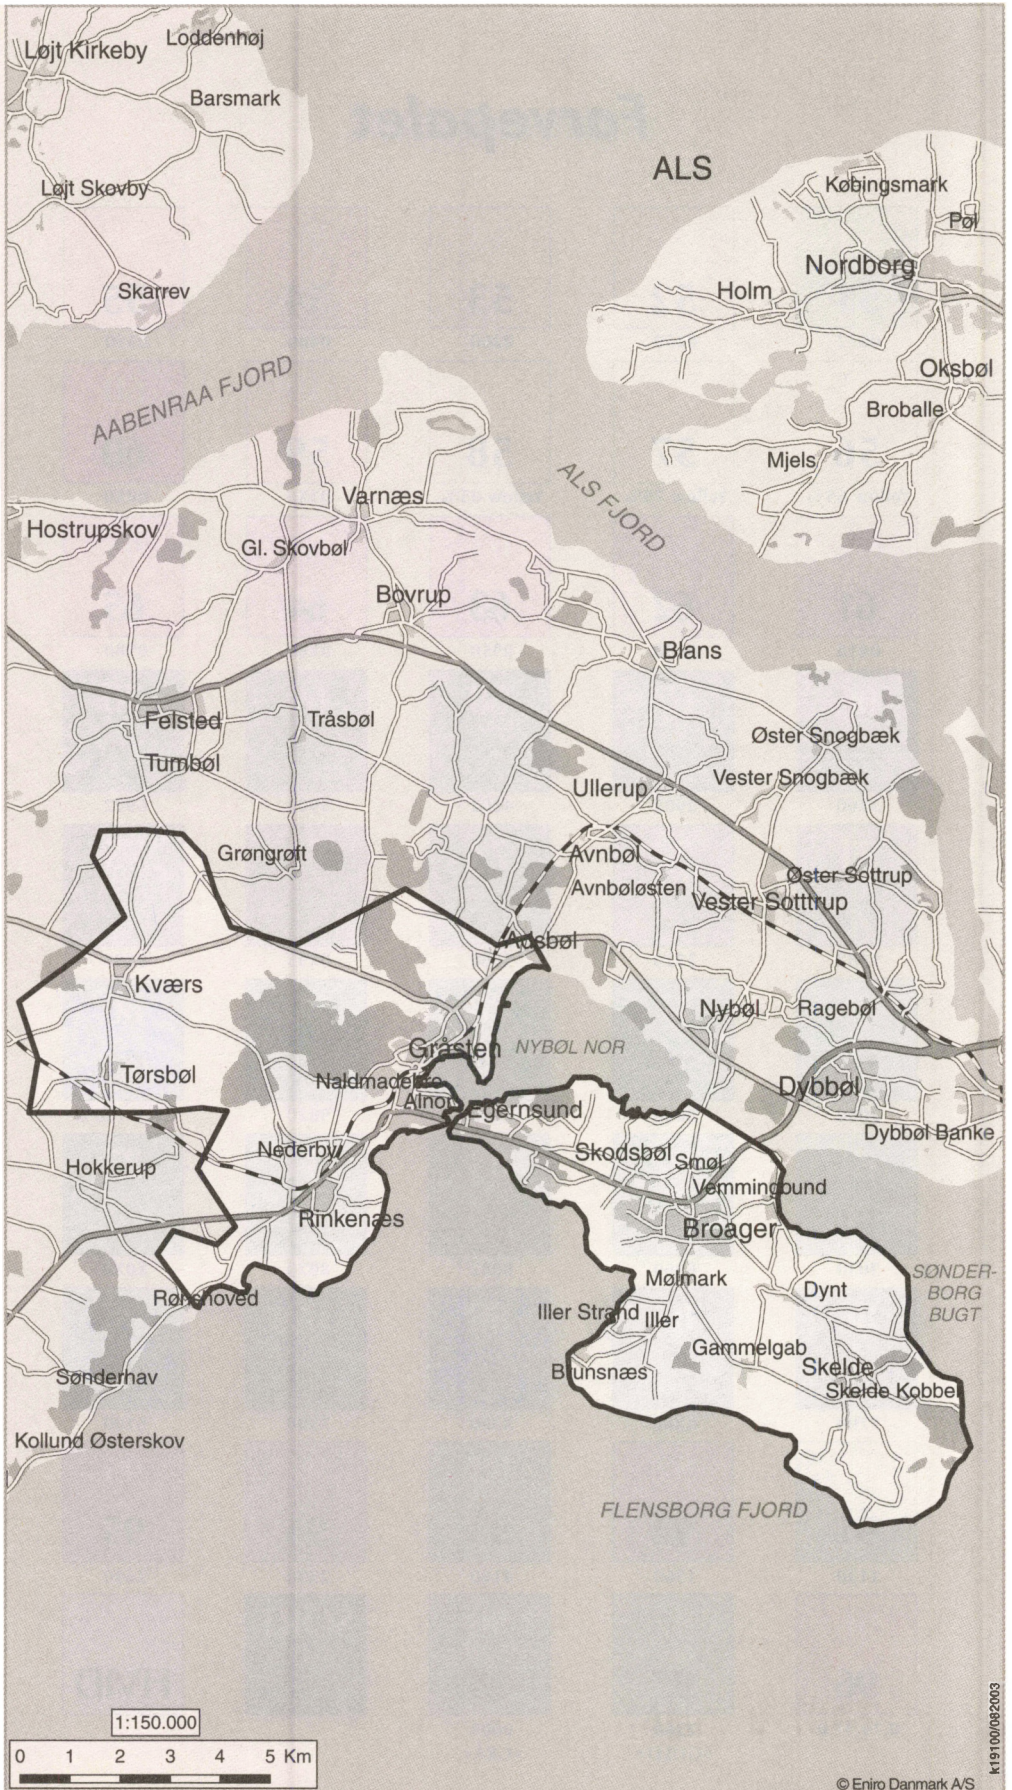 Løjt Kirkeby
Loddenhøj
Barsmark
Løjt Skovby
Skarrev
ALS
Købingsmark
Pøl
Nordborg
Holm
Oksbøl
Broballe
Mjels
AABENRAA FJORD
ALS FJORD
Varnæs
Hostrupskov
Gl. Skovbøl
Bovrup
Blans
Felsted
Tråsbøl
Tumbøl
Øster Snogbæk
Vester Snogbæk
Ullerup
Grøngrøft
Avnbøl
Avnbøløsten
Øster Sottrup
Vester Sotttrup
Adsbøl
Kværs
Nybøl
Ragebøl
Gråsten
NYBØL NOR
Tørsbøl
Alnor
Egernsund
Dybbøl
Dybbøl Banke
Nederby
Skodsbøl
Smøl
Hokkerup
Vemmingbund
Rinkenæs
Broager
SØNDER-
BORG
BUGT
Mølmark
Dynt
Rønshoved
Iller Strand
Iller
Gammelgab
Skelde
Brunsnæs
Skelde Kobbel
Sønderhav
Kollund Østerskov
FLENSBORG FJORD
1:150.000
0 1 2 3 4 5 Km
k19100/082003
© Eniro Danmark A/S